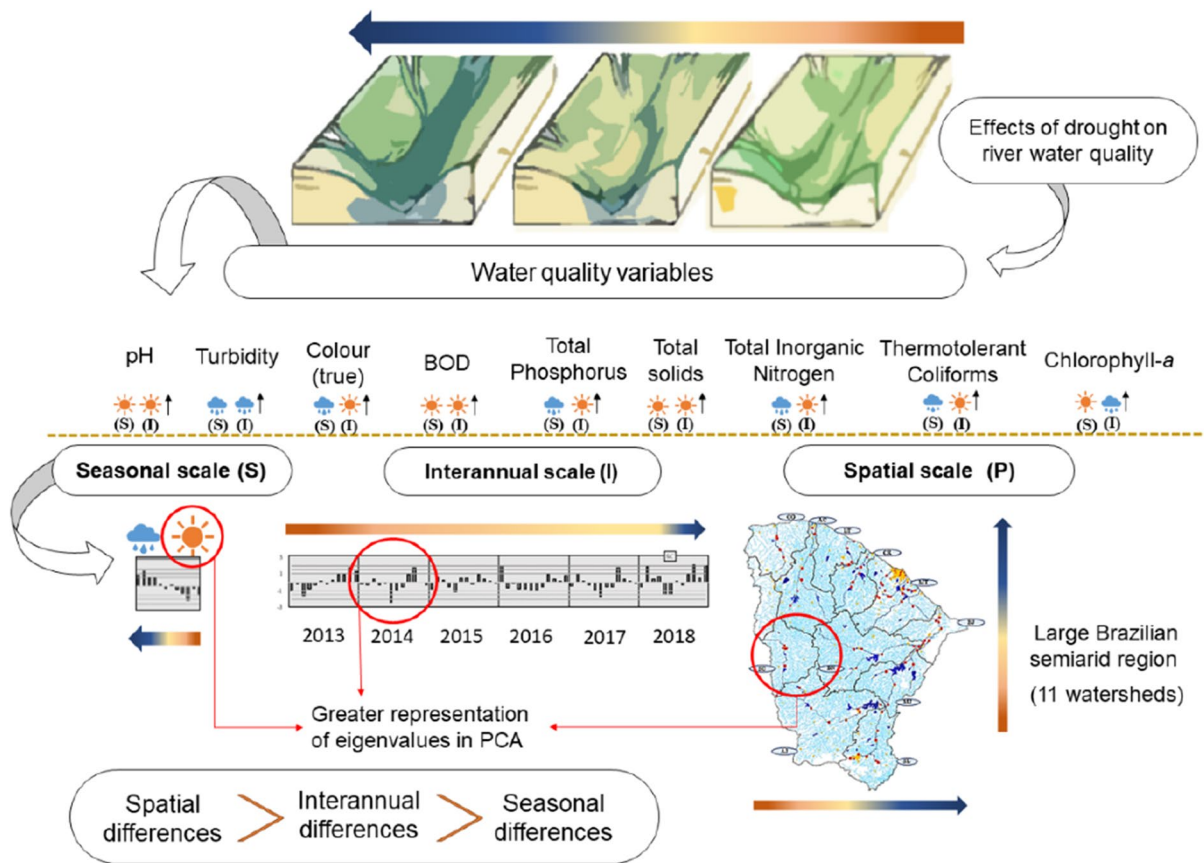 Effects of drought on
river water quality
Water quality variables
pH
(S) (I)
Turbidity
(S) (I)
Colour
(true)
(S) (I)
BOD
(S) (I)
Total
Phosphorus
(S) (I)
Total
solids
(S) (I)
Total Inorganic
Nitrogen
(S) (I)
Thermotolerant
Coliforms
(S) (I)
Chlorophyll-a
(S) (I)
Seasonal scale (S)
Interannual scale (I)
Spatial scale (P)
2013 2014 2015 2016 2017 2018
Large Brazilian
semiarid region
(11 watersheds)
Greater representation
of eigenvalues in PCA
Spatial
differences
>
Interannual
differences
>
Seasonal
differences